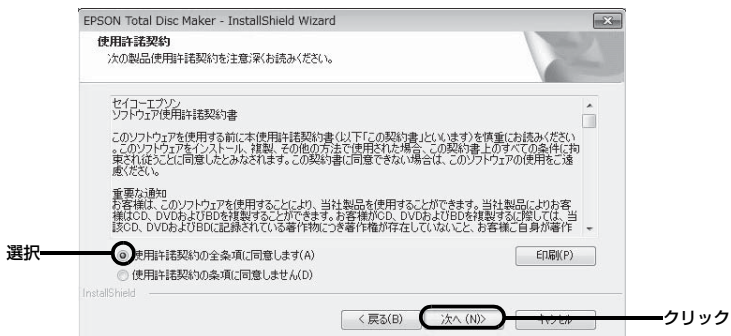 EPSON Total Disc Maker - InstallShield Wizard
使用許諾契約
次の製品使用許諾契約を注意深くお読みください。
セイコーエプソン
ソフトウェア使用許諾契約書
このソフトウェアを使用する前に本使用許諾契約書(以下「この契約書」といいます)を慎重にお読みください
。このソフトウェアをインストール、複製、その他の方法で使用された場合、この契約書上のすべての条件に拘
束され従うことに同意したとみなされます。この契約書に同意できない場合は、このソフトウェアの使用をご遠
慮ください。
重要な通知
お客様は、このソフトウェアを使用することにより、当社製品を使用することができます。当社製品によりお客
様はCD、DVDおよびBDを複製することができます。お客様がCD、DVDおよびBDを複製するに際しては、当
該CD、DVDおよびBDに記録されている著作物につき著作権が存在していないこと、お客様ご自身が著作
選択
使用許諾契約の全条項に同意します(A)
印刷(P)
使用許諾契約の条項に同意しません(D)
InstallShield
< 戻る(B)
次へ (N)>
キャンセル
クリック